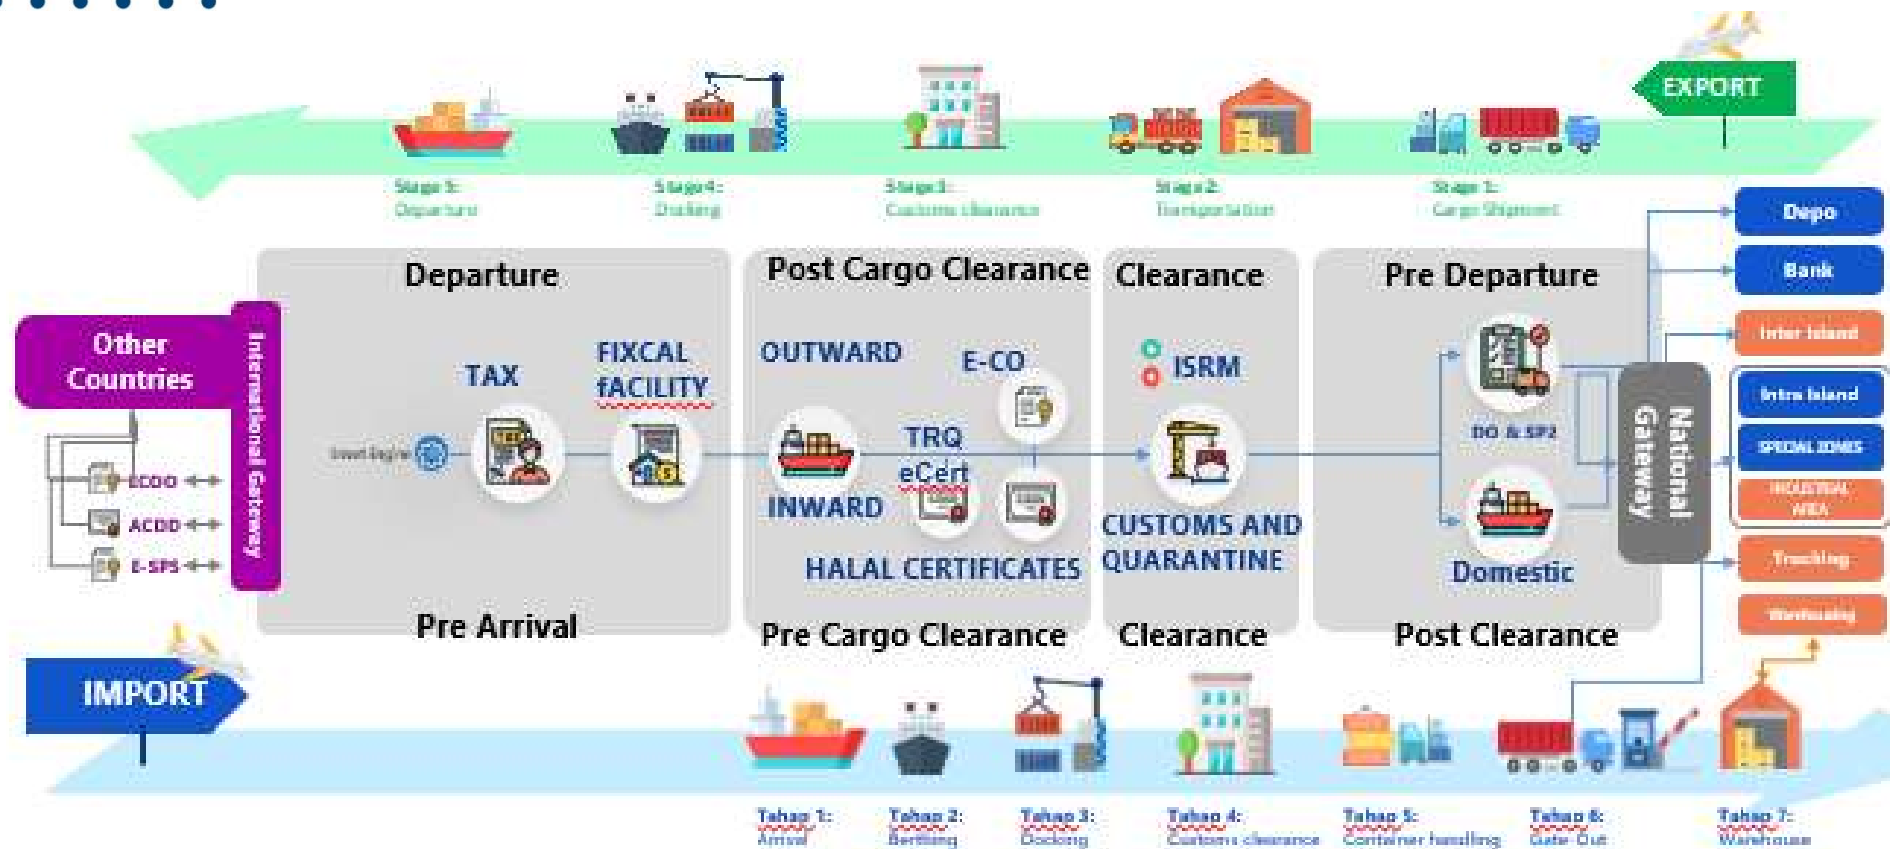 EXPORT
Stage 5:
Departure
Stage 4:
Docking
Stage 3:
Customs clearance
Stage 2:
Transportation
Stage 1:
Cargo Shipment
Depo
Bank
Inter Island
Intra Island
SPECIAL ZONES
INDUSTRIAL
AREA
Trucking
Warehousing
Departure
Post Cargo Clearance
Clearance
Pre Departure
Other
Countries
International Gateway
ECOO
ACDD
E-SPS
TAX
FIXCAL
fACILITY
OUTWARD
E-CO
TRQ
eCert
INWARD
HALAL CERTIFICATES
ISRM
CUSTOMS AND
QUARANTINE
DO & SP2
Domestic
National
Gateway
Pre Arrival
Pre Cargo Clearance
Clearance
Post Clearance
IMPORT
Tahap 1:
Arrival
Tahap 2:
Berthing
Tahap 3:
Docking
Tahap 4:
Customs clearance
Tahap 5:
Container handling
Tahap 6:
Gate-Out
Tahap 7:
Warehouse